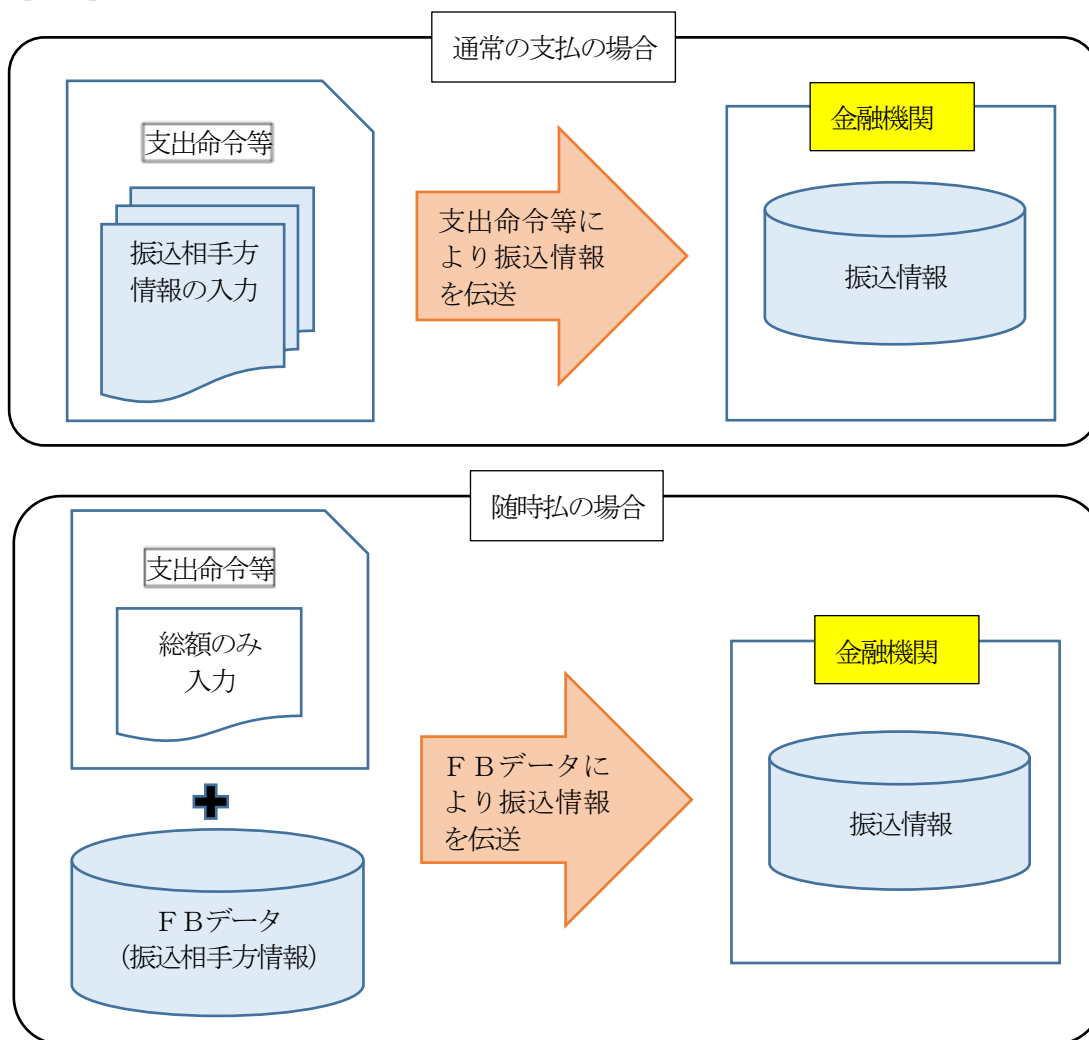 通常の支払の場合
支出命令等
振込相手方
情報の入力
支出命令等に
より振込情報
を伝送
金融機関
振込情報
随時払の場合
支出命令等
総額のみ
入力
ＦＢデータ
（振込相手方情報）
ＦＢデータに
より振込情報
を伝送
金融機関
振込情報